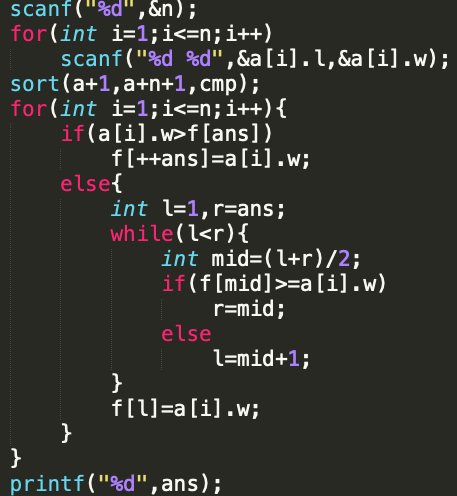 scanf("%d",&n);
for(int i=1;i<=n;i++)
scanf("%d %d",&a[i].l,&a[i].w);
sort(a+1,a+n+1,cmp);
for(int i=1;i<=n;i++){
if(a[i].w>f[ans])
f[++ans]=a[i].w;
else{
int l=1,r=ans;
while(l<r){
int mid=(l+r)/2;
if(f[mid]>=a[i].w)
r=mid;
else
l=mid+1;
}
f[l]=a[i].w;
}
}
printf("%d",ans);